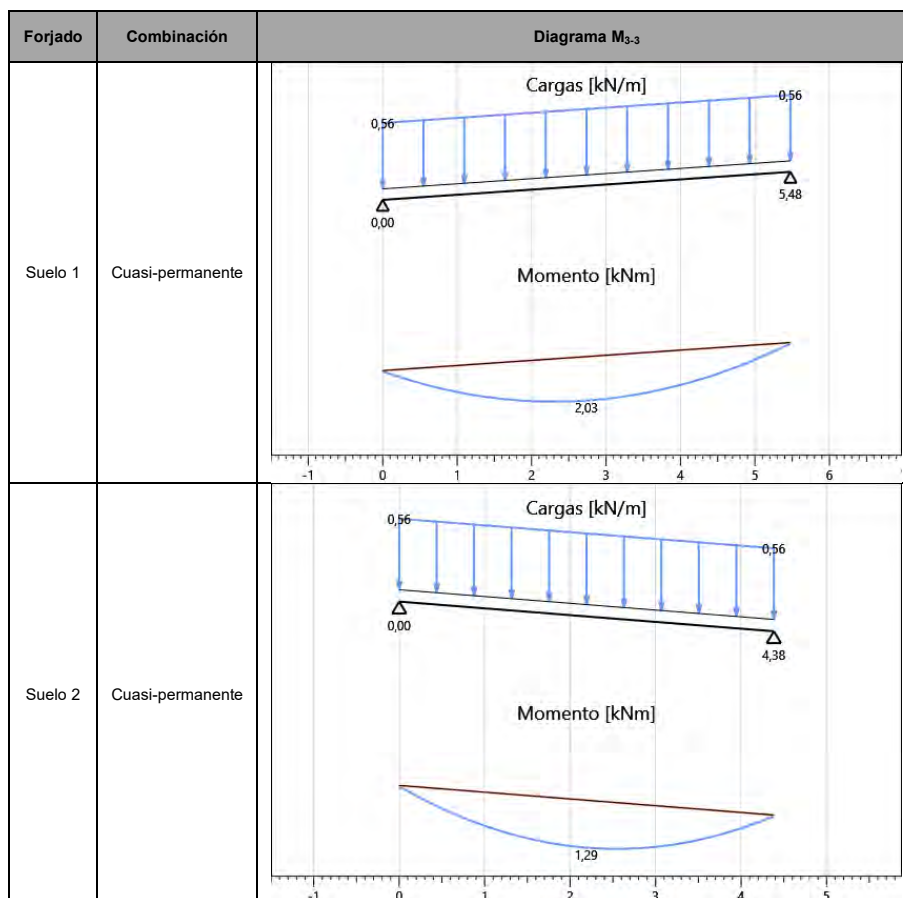 Forjado Combinación Diagrama M3-3
Cargas [kN/m]
0,56 0,56
0,00 5,48
Suelo 1 Cuasi-permanente
Momento [kNm]
2,03
-1 0 1 2 3 4 5 6
Cargas [kN/m]
0,56 0,56
0,00 4,38
Suelo 2 Cuasi-permanente
Momento [kNm]
1,29
-1 0 1 2 3 4 5